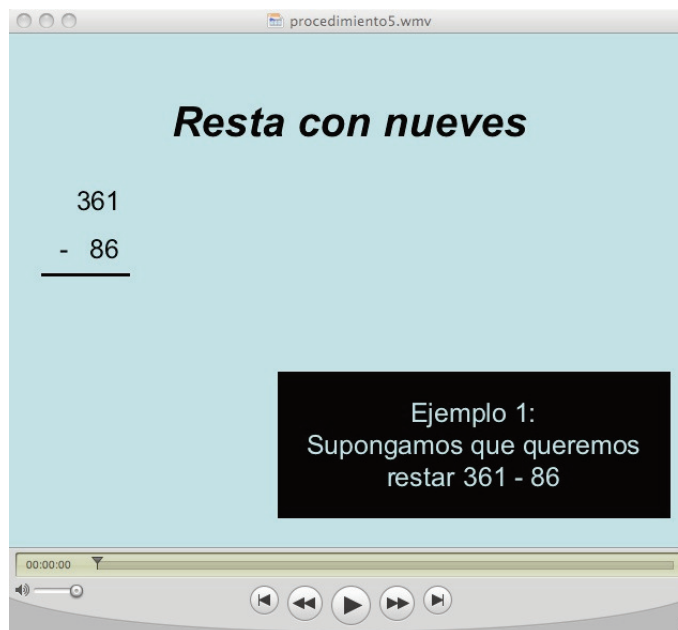 procedimiento5.wmv
Resta con nueves
361
- 86
Ejemplo 1:
Supongamos que queremos
restar 361 - 86
00:00:00